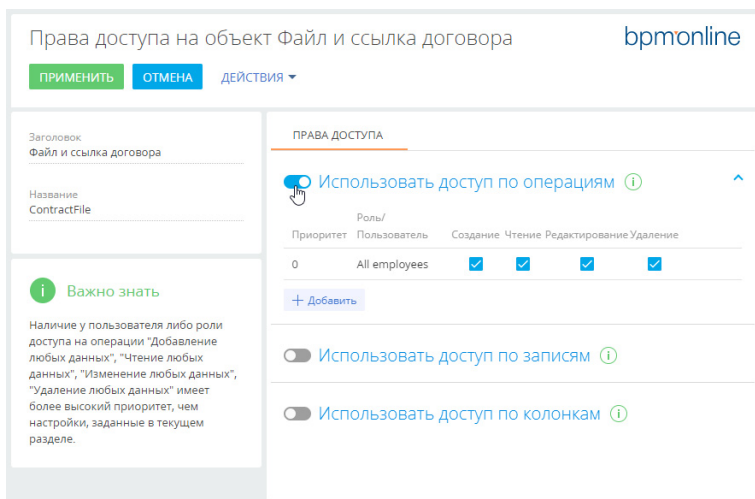 Права доступа на объект Файл и ссылка договора
bpmonline
ПРИМЕНИТЬ ОТМЕНА ДЕЙСТВИЯ
Заголовок
Файл и ссылка договора
Название
ContractFile
i Важно знать
Наличие у пользователя либо роли
доступа на операции "Добавление
любых данных", "Чтение любых
данных", "Изменение любых данных",
"Удаление любых данных" имеет
более высокий приоритет, чем
настройки, заданные в текущем
разделе.
ПРАВА ДОСТУПА
Использовать доступ по операциям i
Приоритет Роль/
Пользователь Создание Чтение Редактирование Удаление
0 All employees
+ Добавить
Использовать доступ по записям i
Использовать доступ по колонкам i